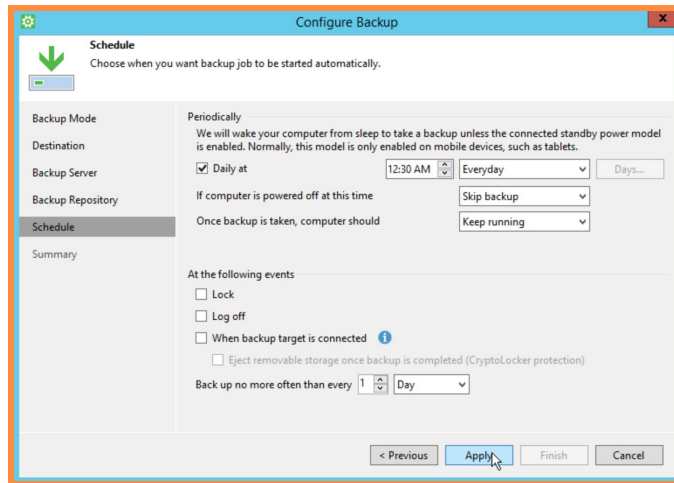 Configure Backup
x
Schedule
Choose when you want backup job to be started automatically.
Backup Mode
Destination
Backup Server
Backup Repository
Schedule
Summary
Periodically
We will wake your computer from sleep to take a backup unless the connected standby power model
is enabled. Normally, this model is only enabled on mobile devices, such as tablets.
Daily at 12:30 AM Everyday Days...
If computer is powered off at this time Skip backup
Once backup is taken, computer should Keep running
At the following events
Lock
Log off
When backup target is connected i
Eject removable storage once backup is completed (CryptoLocker protection)
Back up no more often than every 1 Day
< Previous Apply Finish Cancel